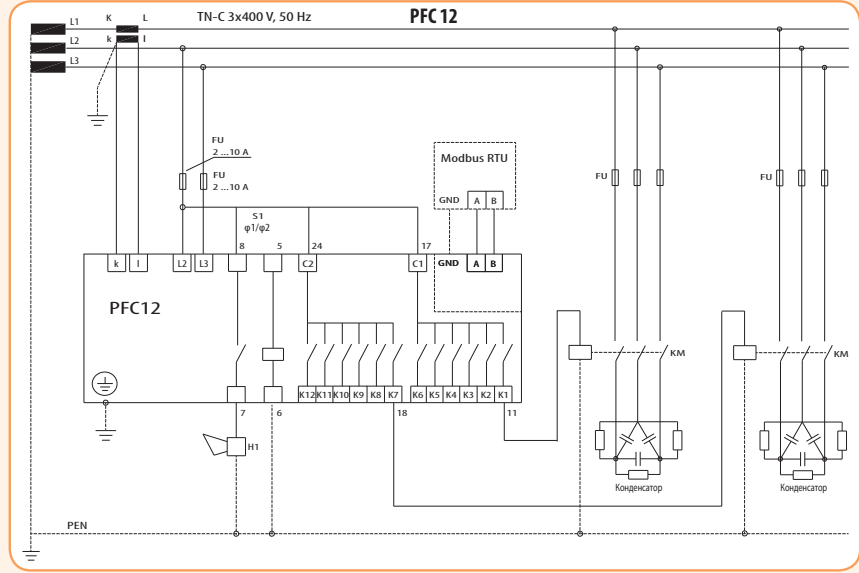 TN-C 3x400 V, 50 Hz
PFC 12
L1 K L
L2 k l
L3
FU
2 ...10 A
FU
2 ...10 A
Modbus RTU
GND A B
FU
FU
S1
φ1/φ2
8 5 24 17
k l L2 L3 C2 C1 GND A B
PFC12
KM
KM
K12 K11 K10 K9 K8 K7 K6 K5 K4 K3 K2 K1
7 6 18 11
H1
Конденсатор
Конденсатор
PEN